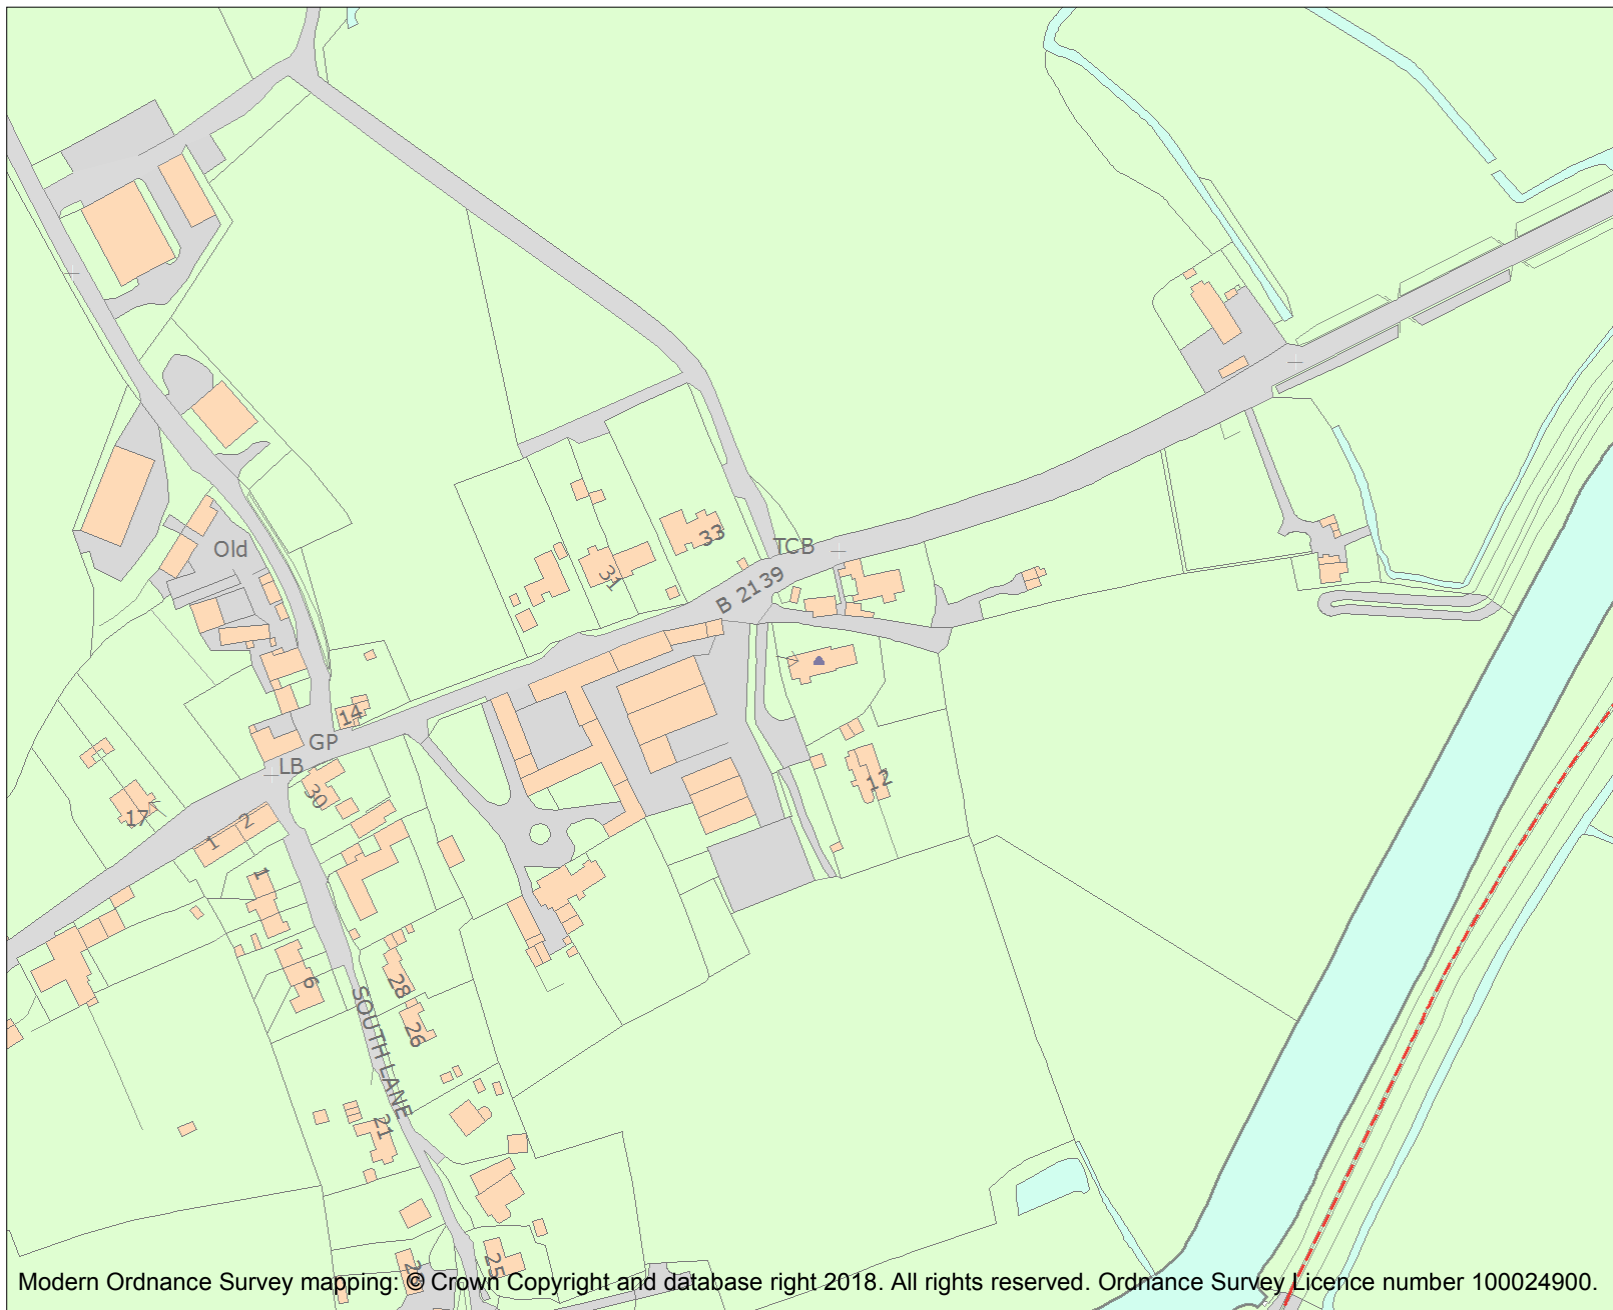 33
TCB
Old
31
B 2139
14
GP
LB
30
12
17
1 2
1
6
28
SOUTH LANE
26
21
25
Modern Ordnance Survey mapping: © Crown Copyright and database right 2018. All rights reserved. Ordnance Survey Licence number 100024900.